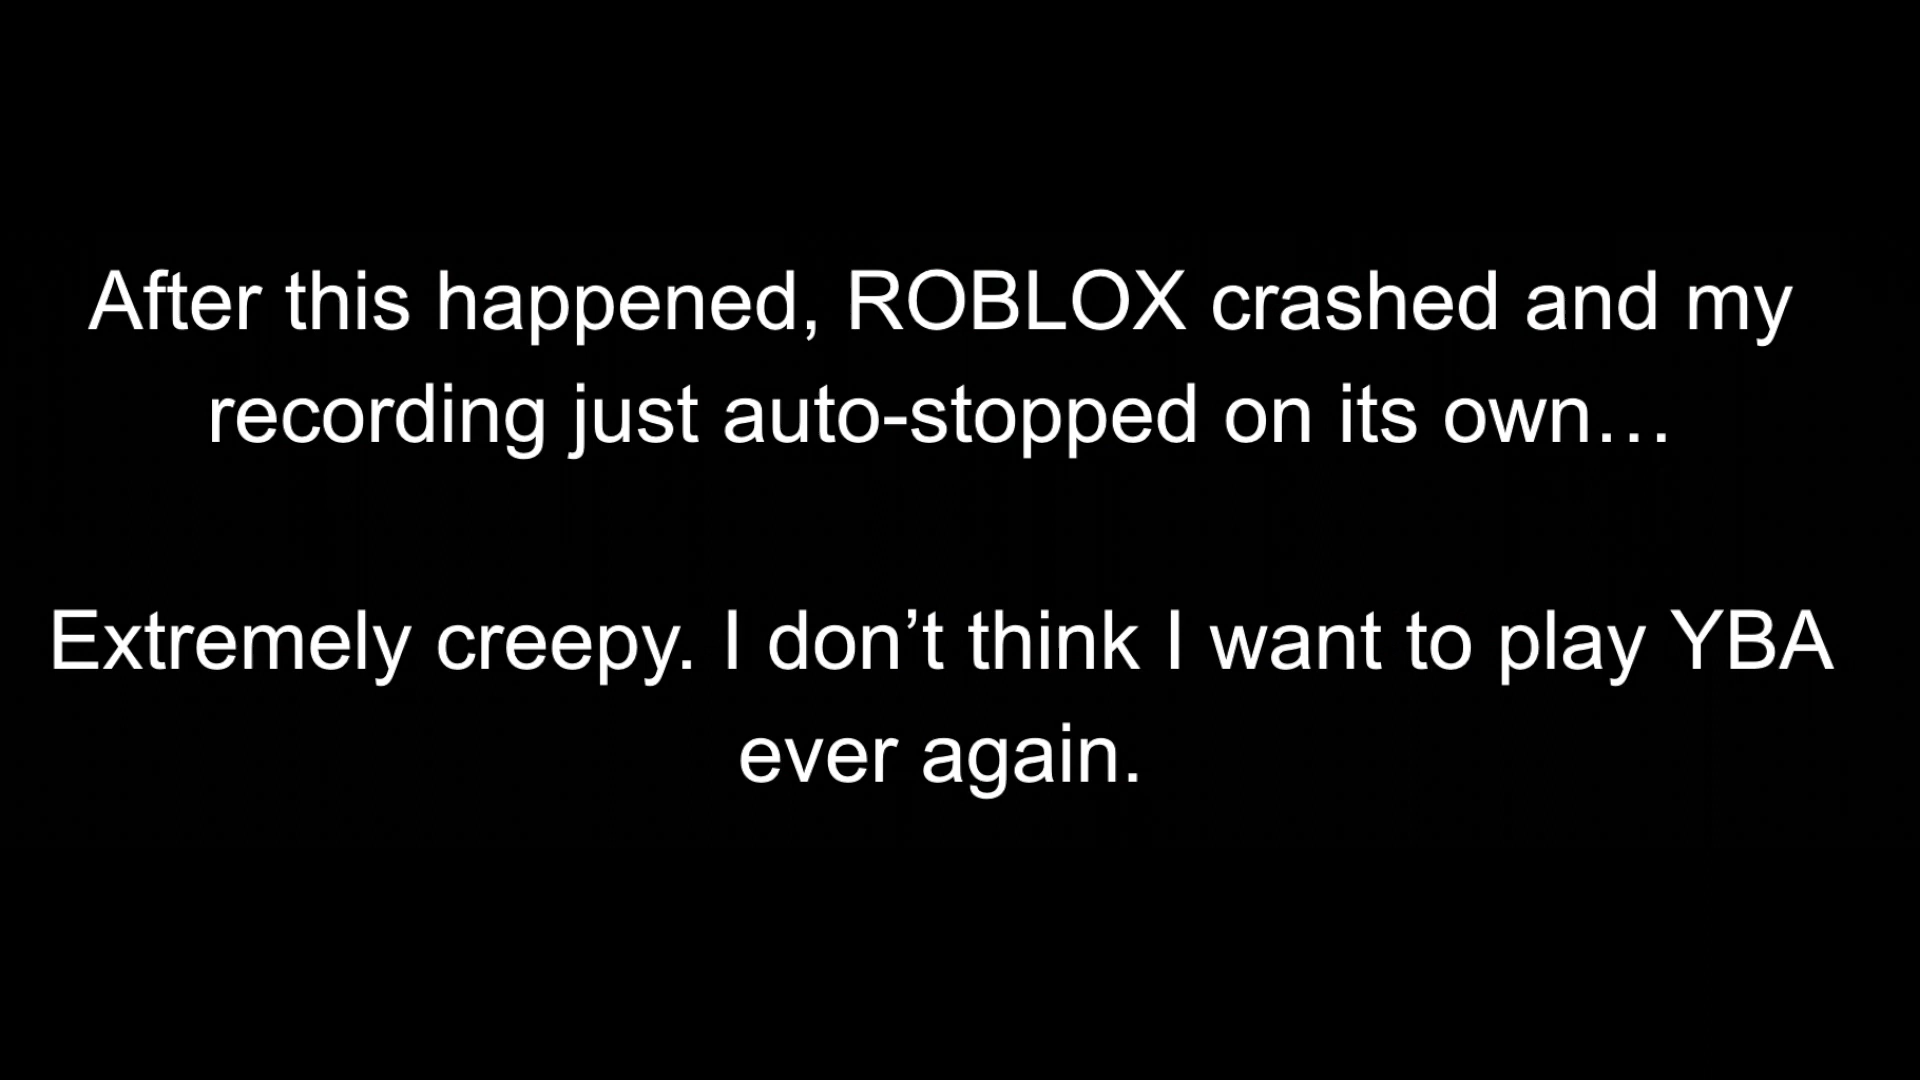 After this happened, ROBLOX crashed and my
recording just auto-stopped on its own…
Extremely creepy. I don’t think I want to play YBA
ever again.